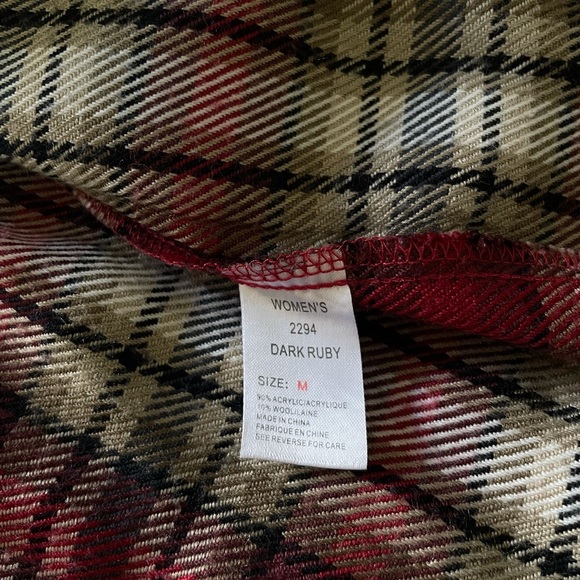 WOMEN'S
2294
DARK RUBY
SIZE: M
90% ACRYLIC/ACRYLIQUE
10% WOOL/LAINE
MADE IN CHINA
FABRIQUE EN CHINE
SEE REVERSE FOR CARE